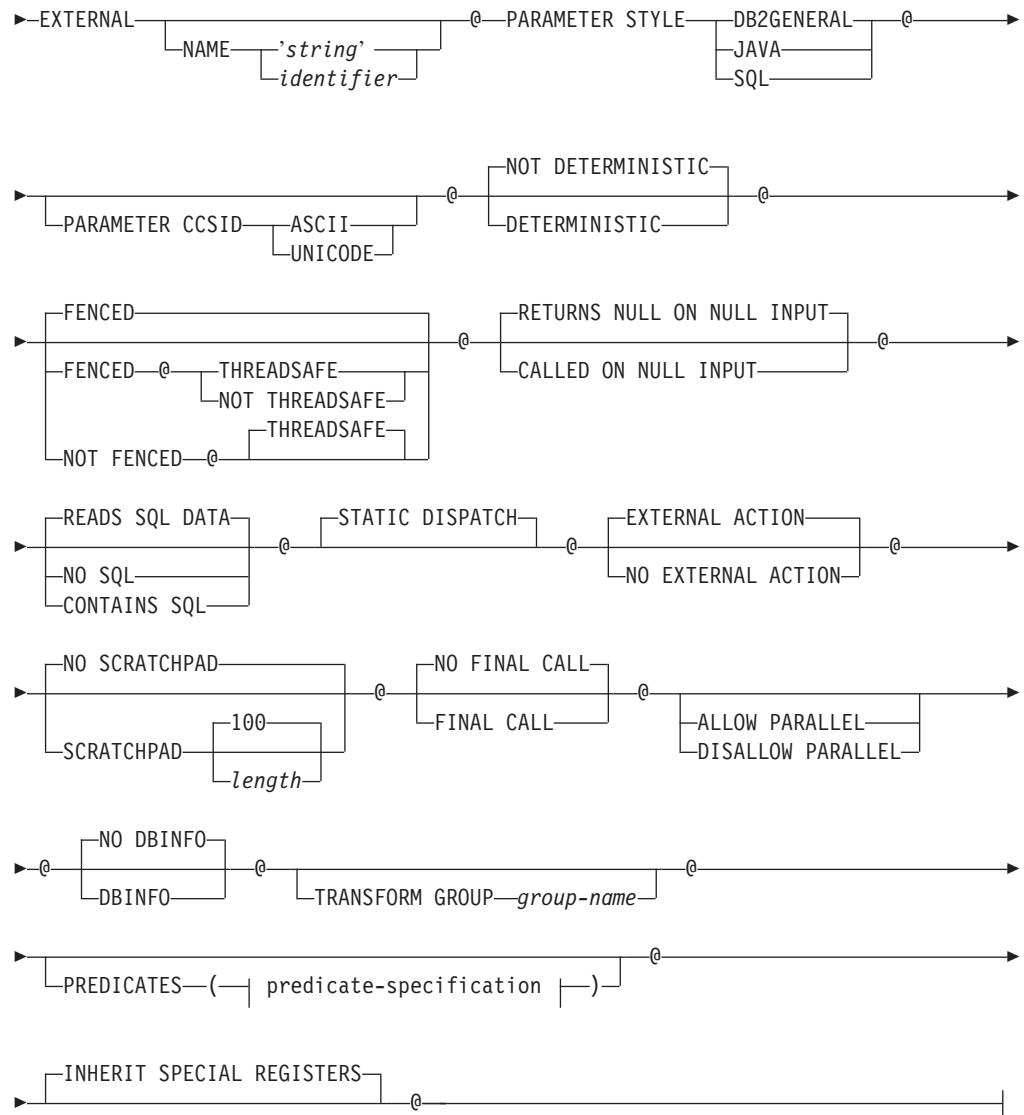 EXTERNAL @ PARAMETER STYLE DB2GENERAL @
NAME 'string' JAVA
identifier SQL
NOT DETERMINISTIC
@ @
PARAMETER CCSID ASCII DETERMINISTIC
UNICODE
FENCED RETURNS NULL ON NULL INPUT
@ @
FENCED @ THREADSAFE CALLED ON NULL INPUT
NOT THREADSAFE
THREADSAFE
NOT FENCED @
READS SQL DATA STATIC DISPATCH EXTERNAL ACTION
@ @ @
NO SQL NO EXTERNAL ACTION
CONTAINS SQL
NO SCRATCHPAD NO FINAL CALL
@ @
100 FINAL CALL ALLOW PARALLEL
SCRATCHPAD DISALLOW PARALLEL
length
NO DBINFO
@ @ @
DBINFO TRANSFORM GROUP group-name
@
PREDICATES ( predicate-specification )
INHERIT SPECIAL REGISTERS
@